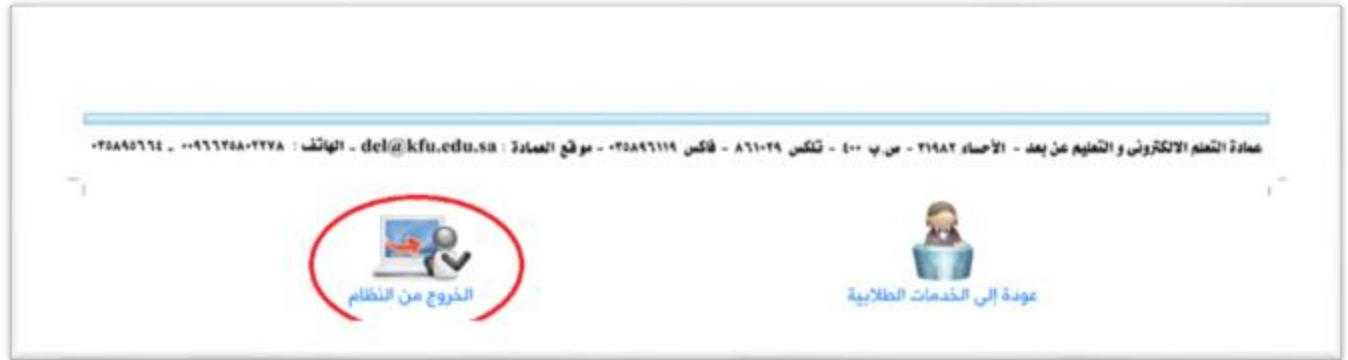 عمادة التعلم الالكترونى و التعليم عن بعد - الأحساء ٣١٩٨٢ - ص.ب ٤٠٠ - تلكس ٨٦١٠٢٩ - فاكس ٠٣٥٨٩٦١١٩ - موقع العمادة : del@kfu.edu.sa - الهاتف : ٠٠٩٦٦٣٥٨٠٢٢٧٨ - ٠٣٥٨٩٥٦٦٤
عودة إلى الخدمات الطلابية
الخروج من النظام